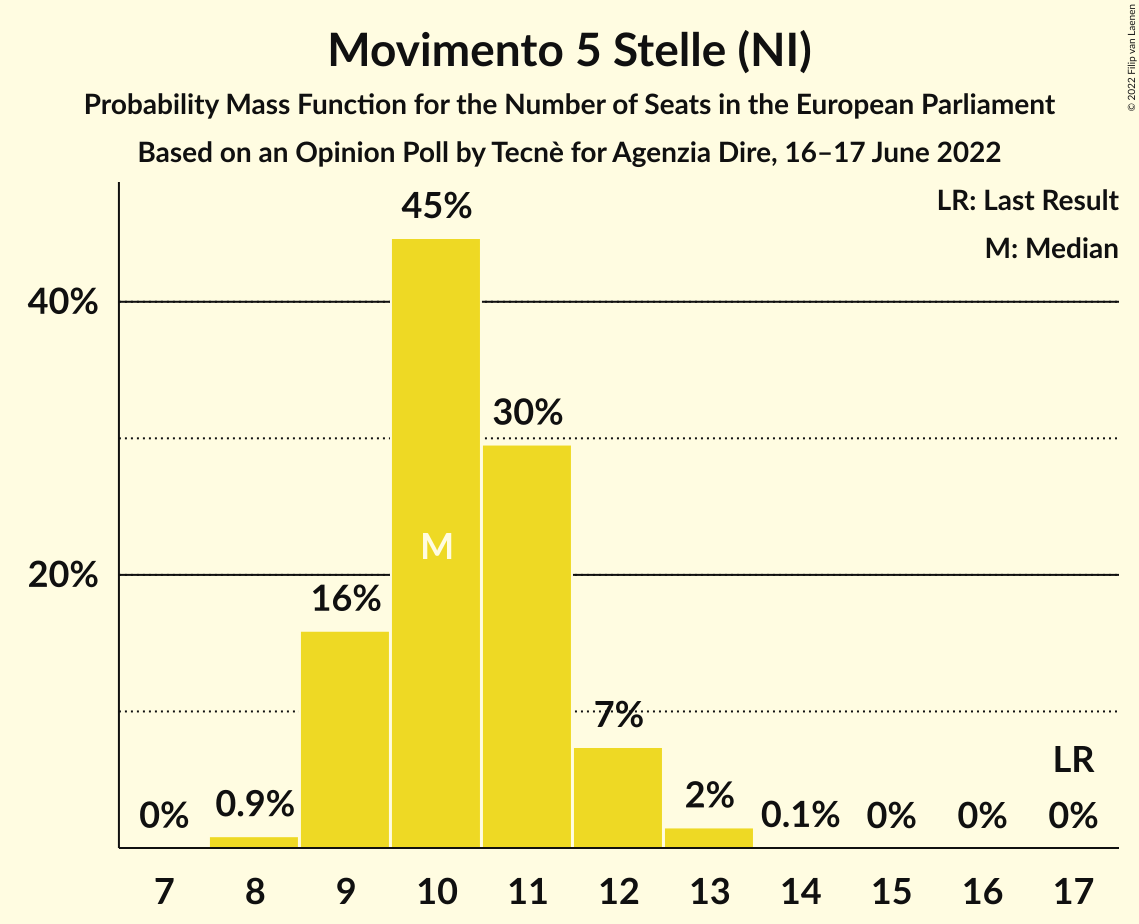 Movimento 5 Stelle (NI)
Probability Mass Function for the Number of Seats in the European Parliament
Based on an Opinion Poll by Tecnè for Agenzia Dire, 16–17 June 2022
© 2022 Filip van Laenen
LR: Last Result
M: Median
45%
40%
30%
M
20%
16%
7%
LR
0% 0.9% 2% 0.1% 0% 0% 0%
7 8 9 10 11 12 13 14 15 16 17